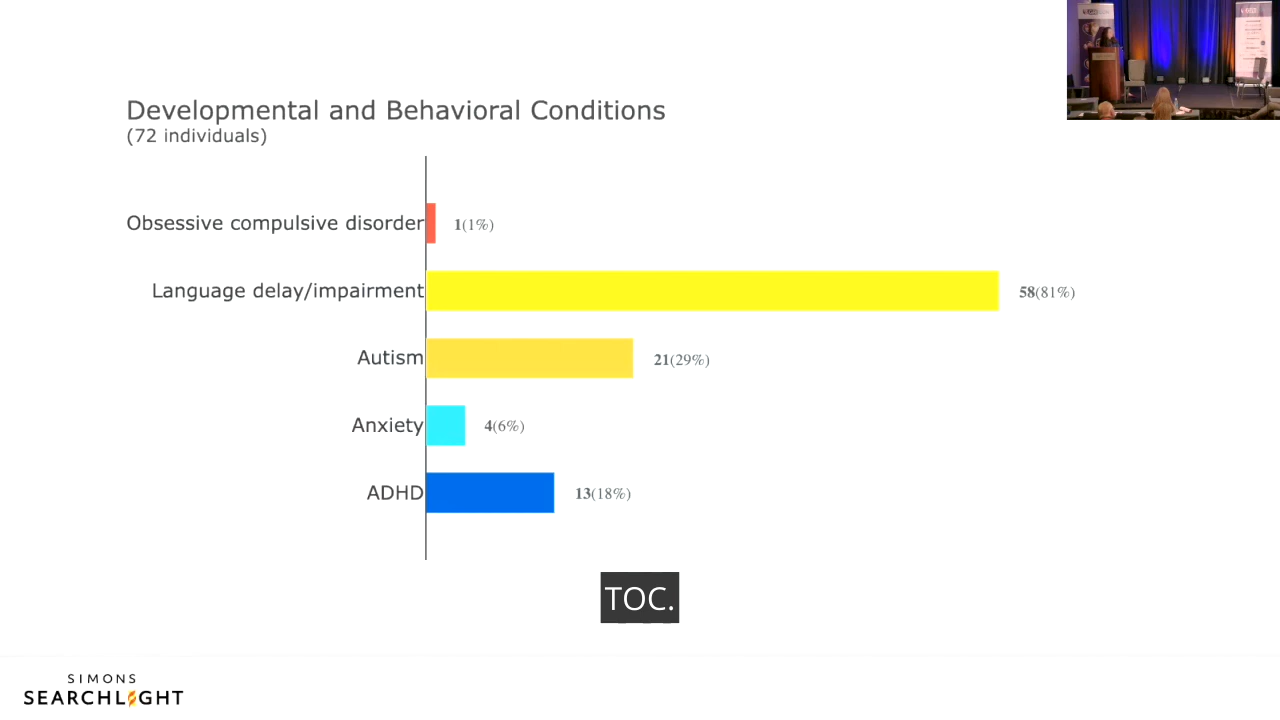 Developmental and Behavioral Conditions
(72 individuals)
Obsessive compulsive disorder 1(1%)
Language delay/impairment 58(81%)
Autism 21(29%)
Anxiety 4(6%)
ADHD 13(18%)
TOC.
SIMONS
SEARCHLIGHT